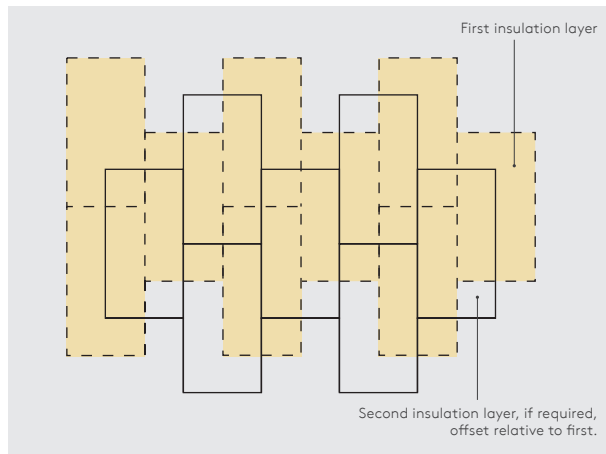 First insulation layer
Second insulation layer, if required,
offset relative to first.